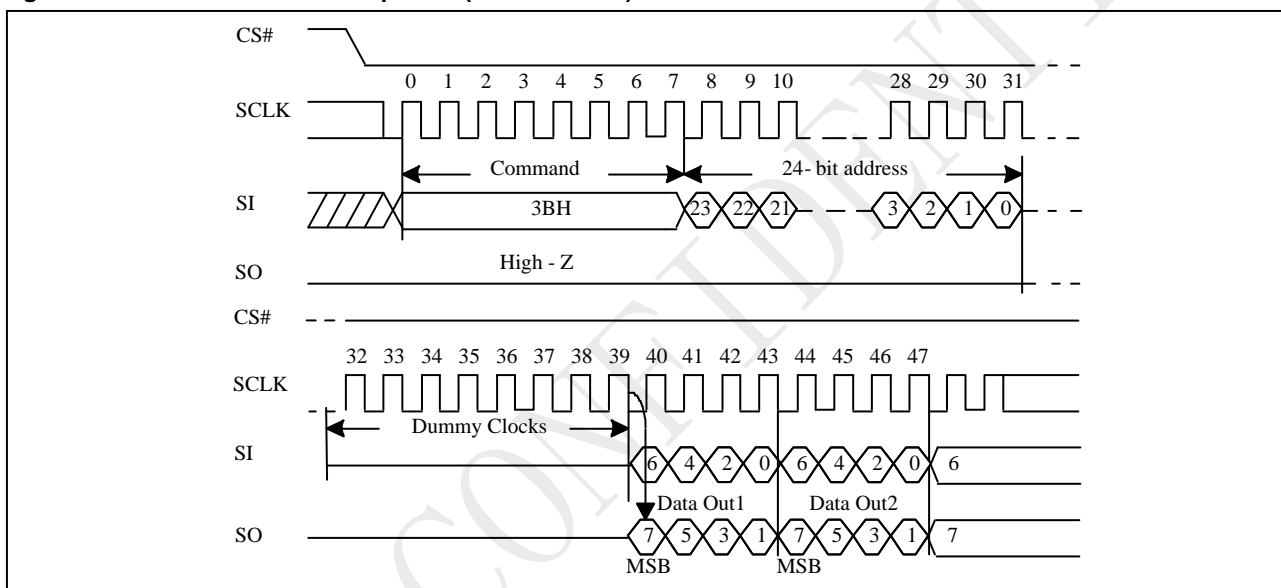 CS#
0 1 2 3 4 5 6 7 8 9 10 28 29 30 31
SCLK
Command 24- bit address
SI 3BH 23 22 21 3 2 1 0
High - Z
SO
CS#
32 33 34 35 36 37 38 39 40 41 42 43 44 45 46 47
SCLK
Dummy Clocks
SI 6 4 2 0 6 4 2 0 6
Data Out1 Data Out2
SO 7 5 3 1 7 5 3 1 7
MSB MSB